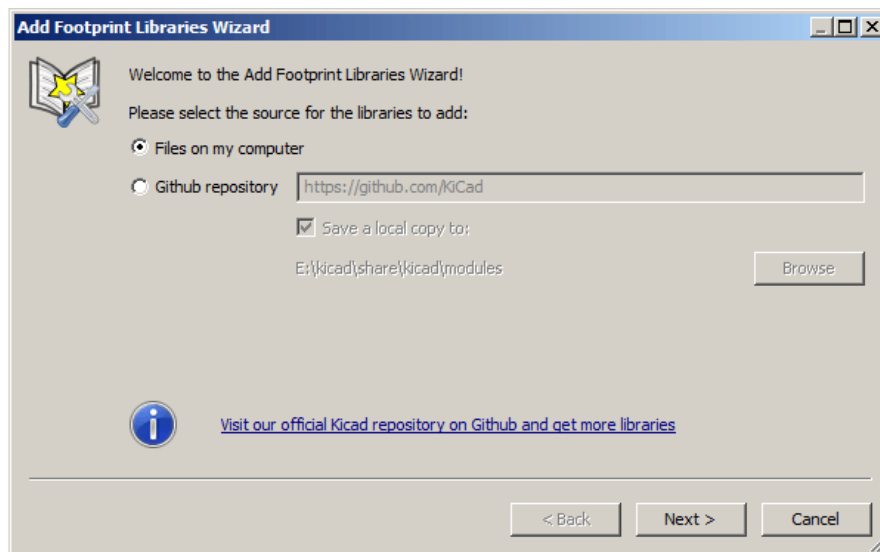 Add Footprint Libraries Wizard
Welcome to the Add Footprint Libraries Wizard!
Please select the source for the libraries to add:
Files on my computer
Github repository https://github.com/KiCad
Save a local copy to:
E:\kicad\share\kicad\modules Browse
Visit our official Kicad repository on Github and get more libraries
< Back Next > Cancel